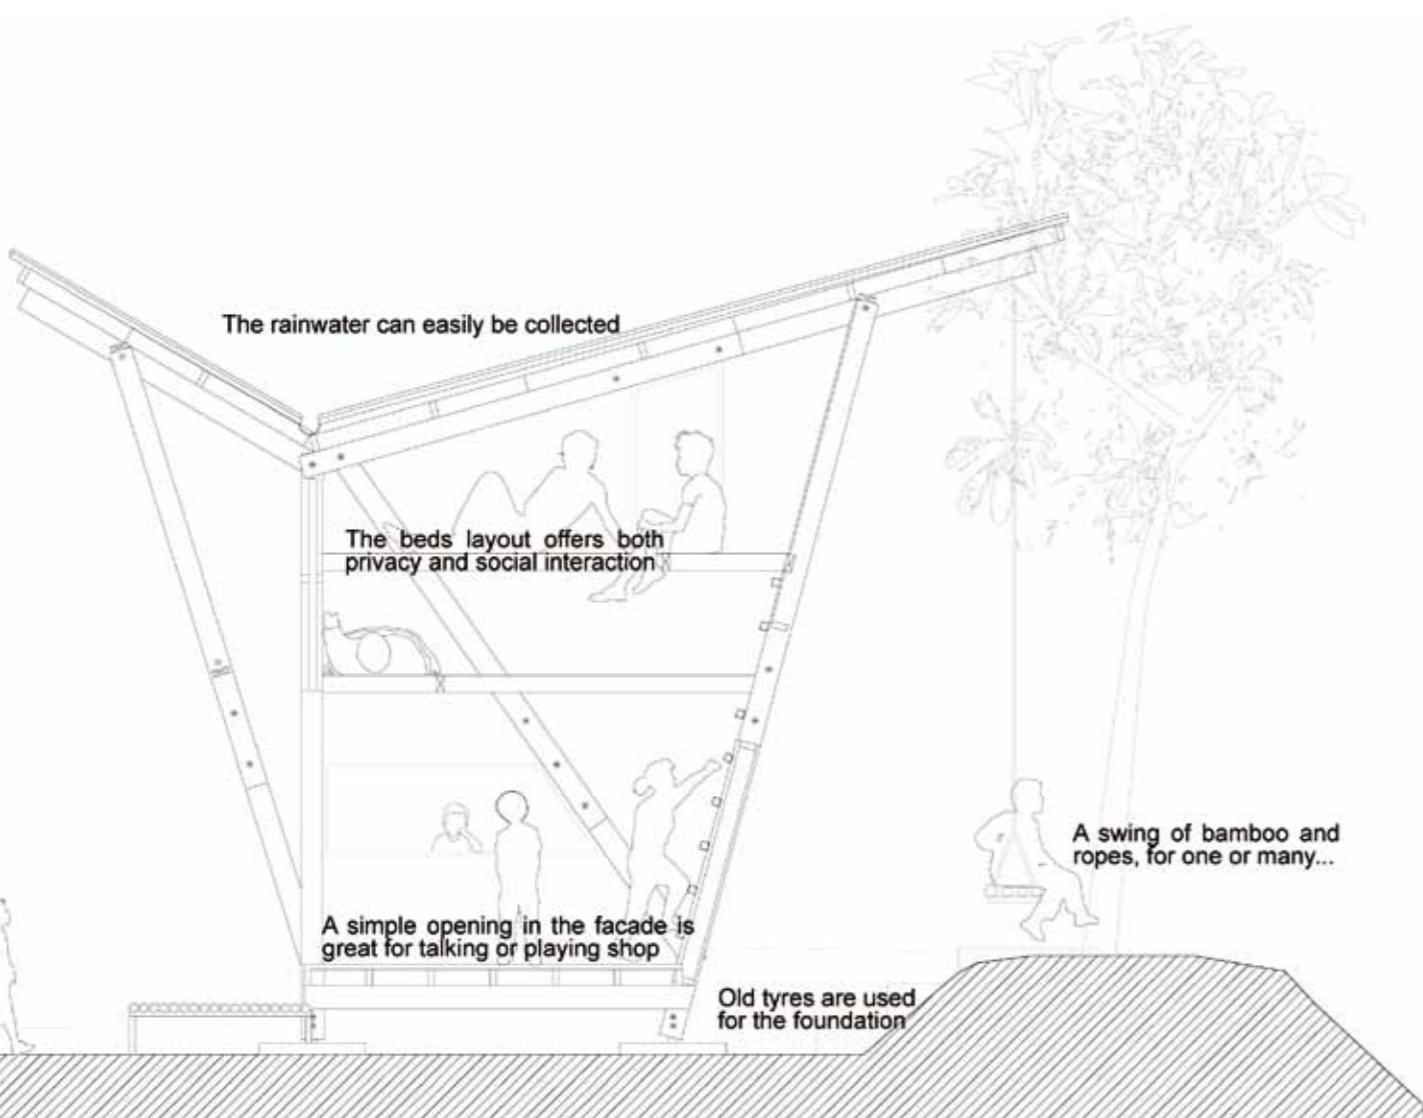 The rainwater can easily be collected
The beds layout offers both
privacy and social interaction
A swing of bamboo and
ropes, for one or many...
A simple opening in the facade is
great for talking or playing shop
Old tyres are used
for the foundation